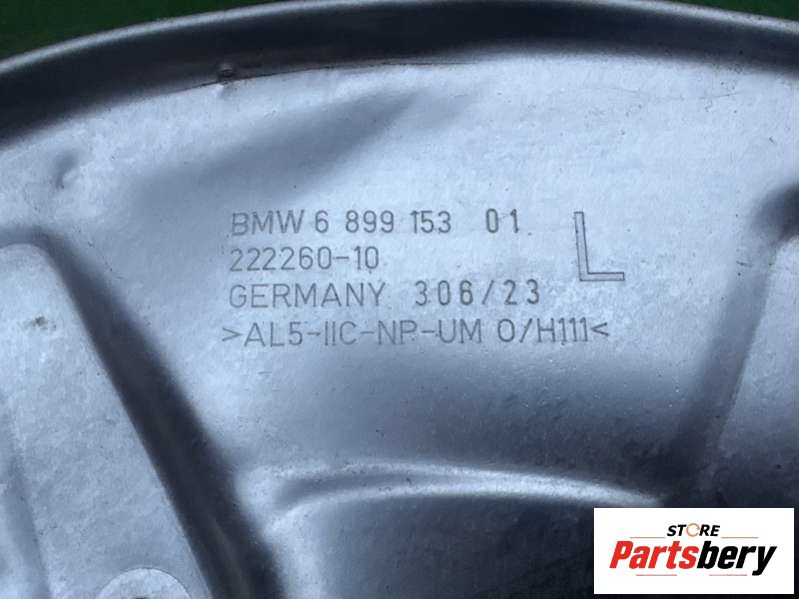 BMW 6 899 153 01
L
222260-10
GERMANY 306/23
>AL5-IIC-NP-UM O/H111<
STORE
Partsbery